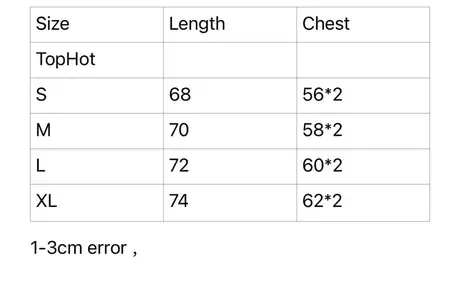 Size Length Chest
TopHot
S 68 56*2
M 70 58*2
L 72 60*2
XL 74 62*2
1-3cm error ,